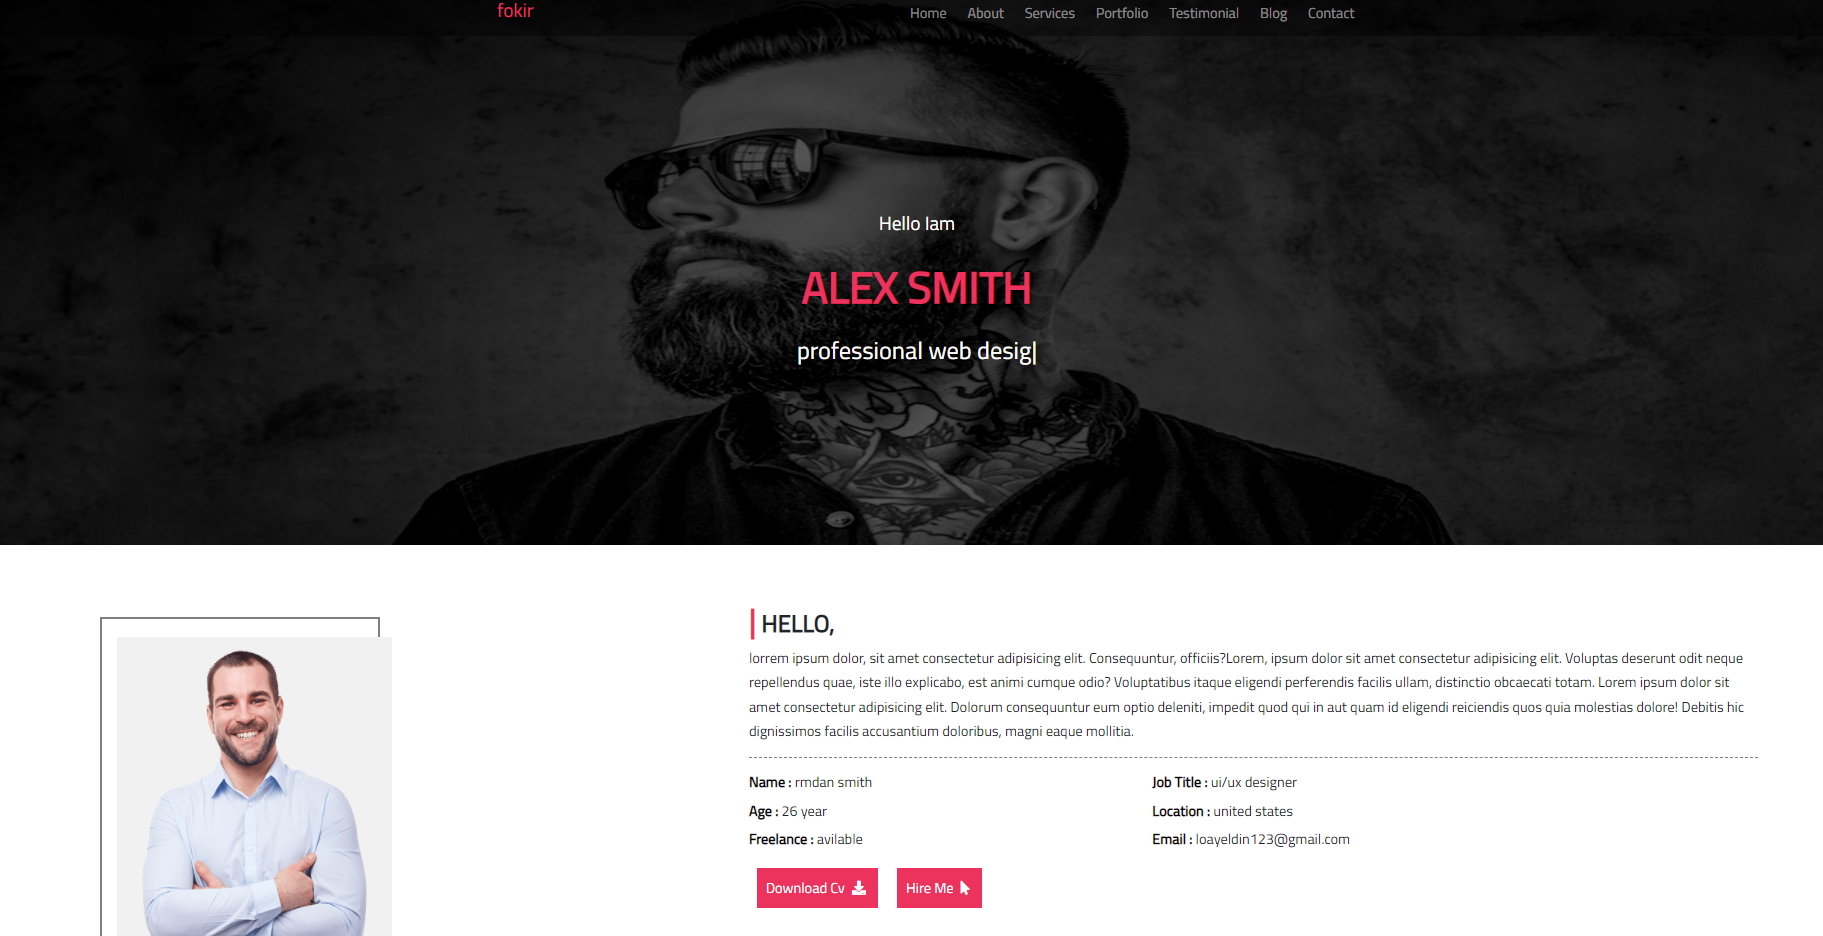 fokir
Home About Services Portfolio Testimonial Blog Contact
Hello Iam
ALEX SMITH
professional web desig|
HELLO,
lorrem ipsum dolor, sit amet consectetur adipisicing elit. Consequuntur, officiis?Lorem, ipsum dolor sit amet consectetur adipisicing elit. Voluptas deserunt odit neque
repellendus quae, iste illo explicabo, est animi cumque odio? Voluptatibus itaque eligendi perferendis facilis ullam, distinctio obcaecati totam. Lorem ipsum dolor sit
amet consectetur adipisicing elit. Dolorum consequuntur eum optio deleniti, impedit quod qui in aut quam id eligendi reiciendis quos quia molestias dolore! Debitis hic
dignissimos facilis accusantium doloribus, magni eaque mollitia.
Name : rmdan smith
Job Title : ui/ux designer
Age : 26 year
Location : united states
Freelance : avilable
Email : loayeldin123@gmail.com
Download Cv
Hire Me